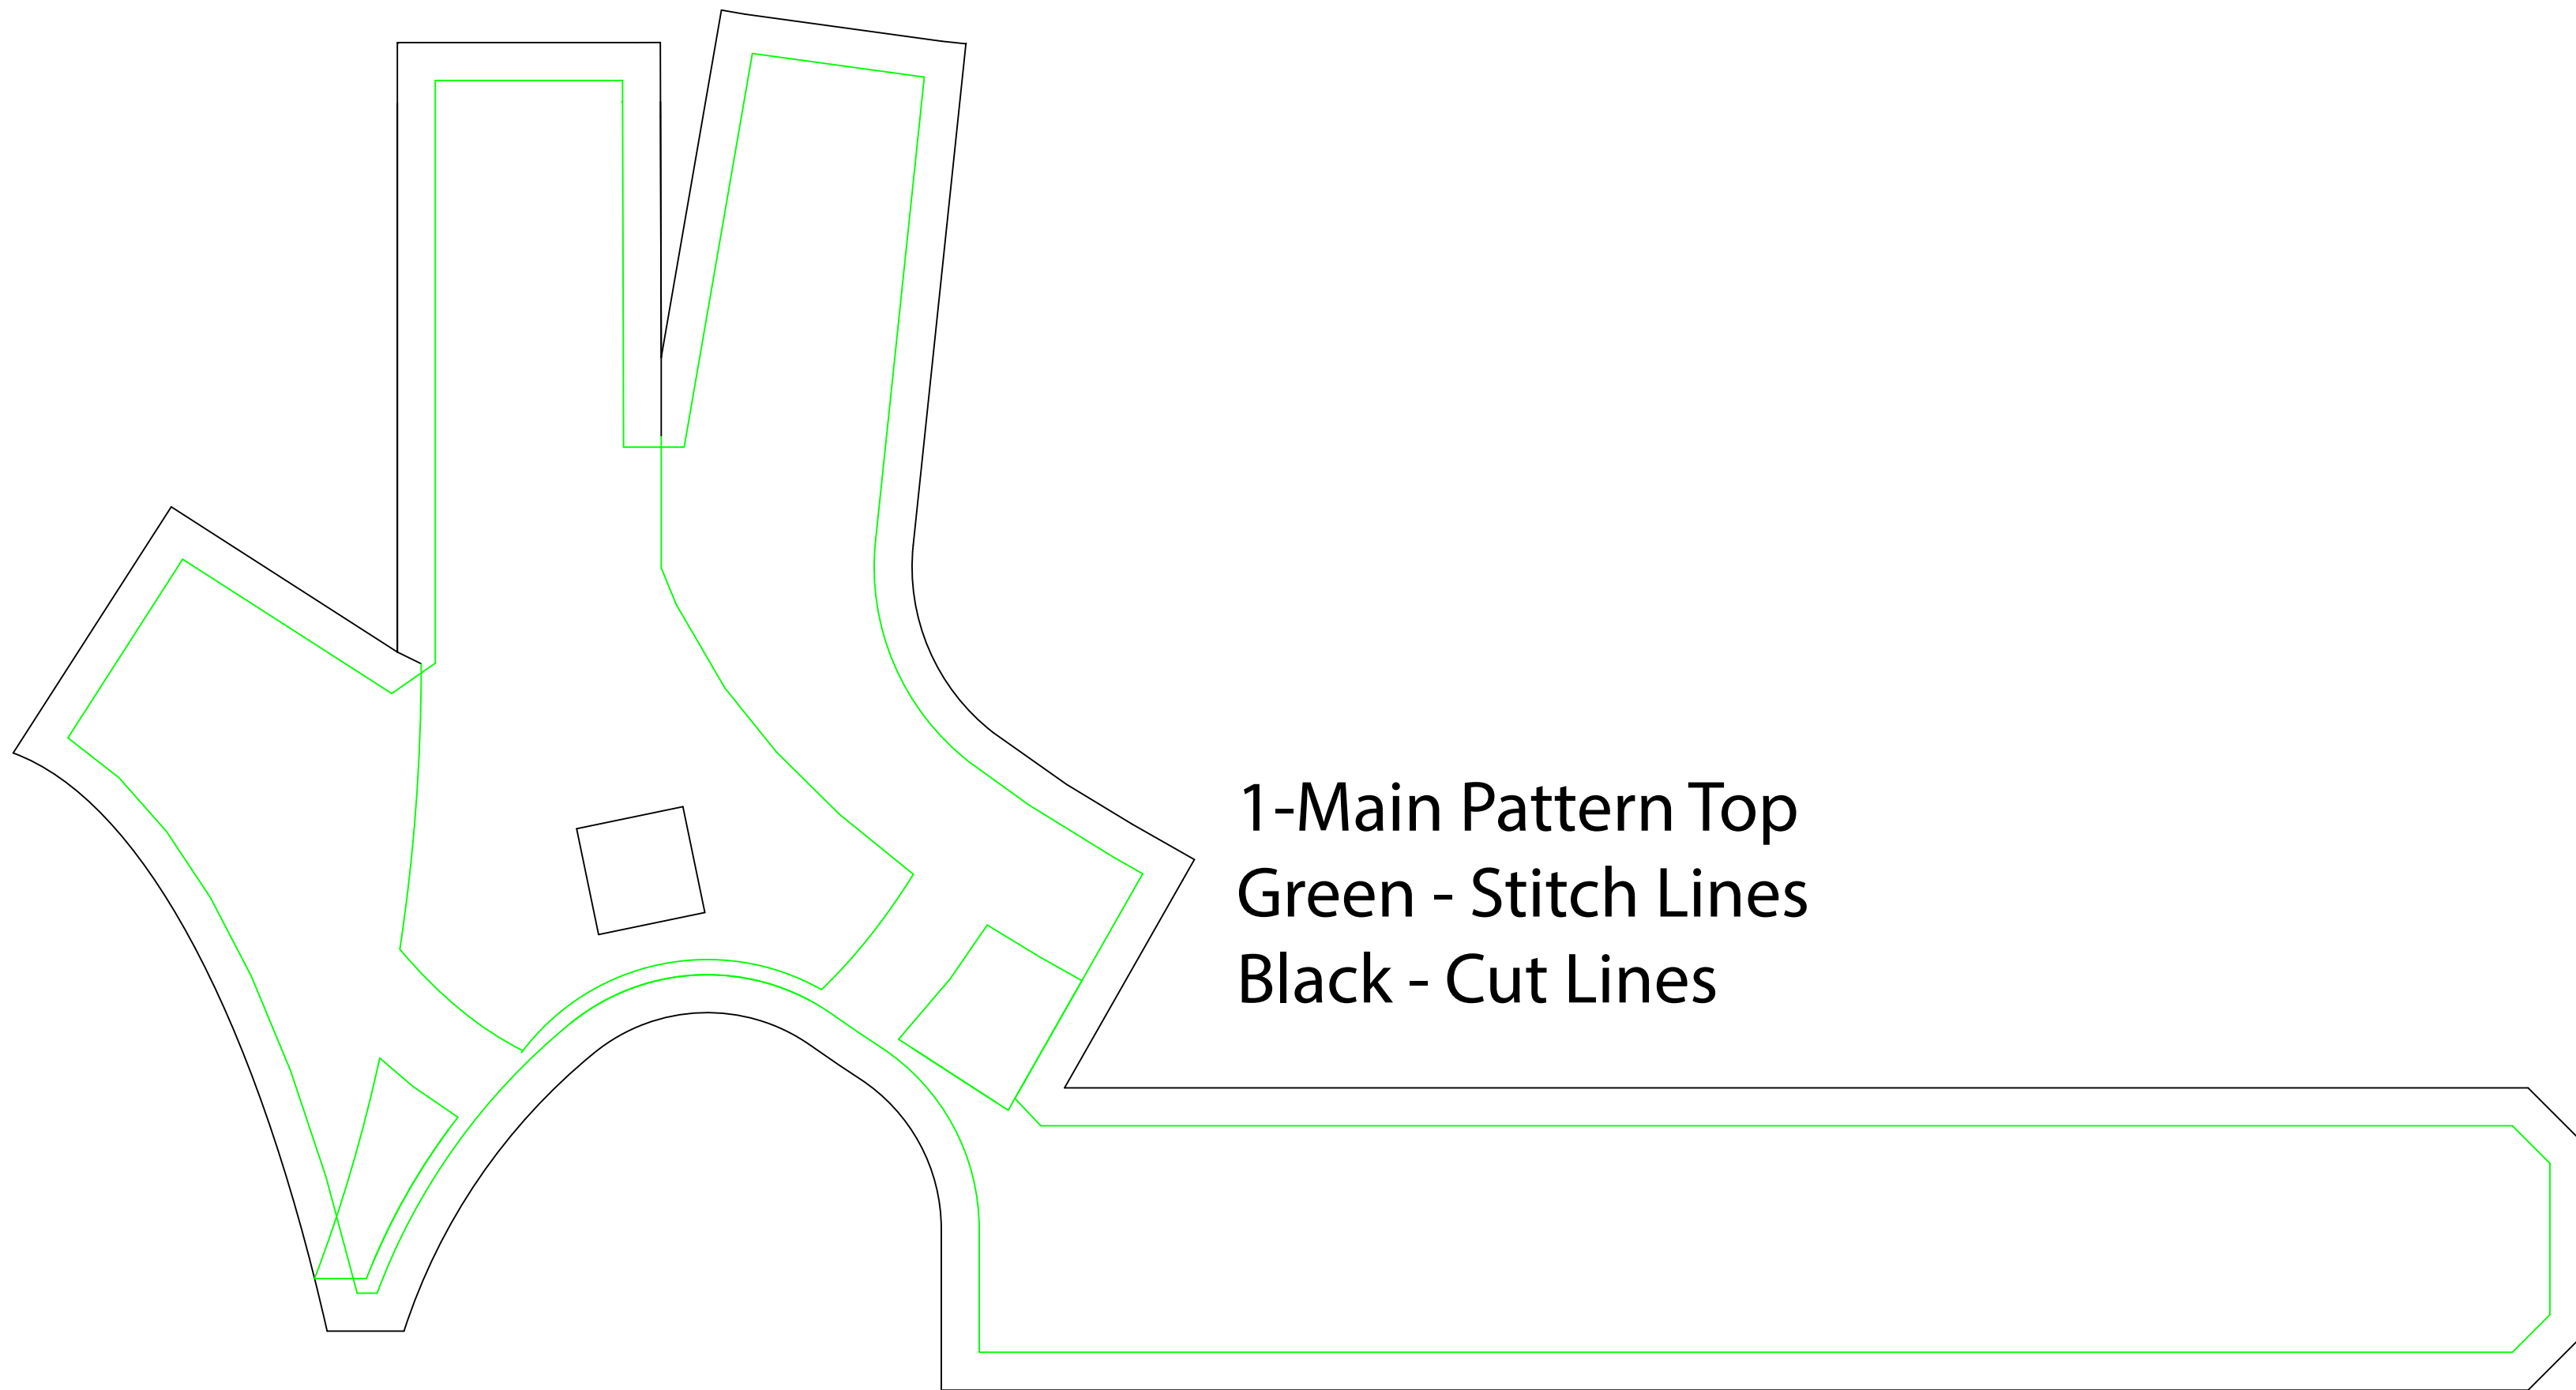 1-Main Pattern Top
Green - Stitch Lines
Black - Cut Lines